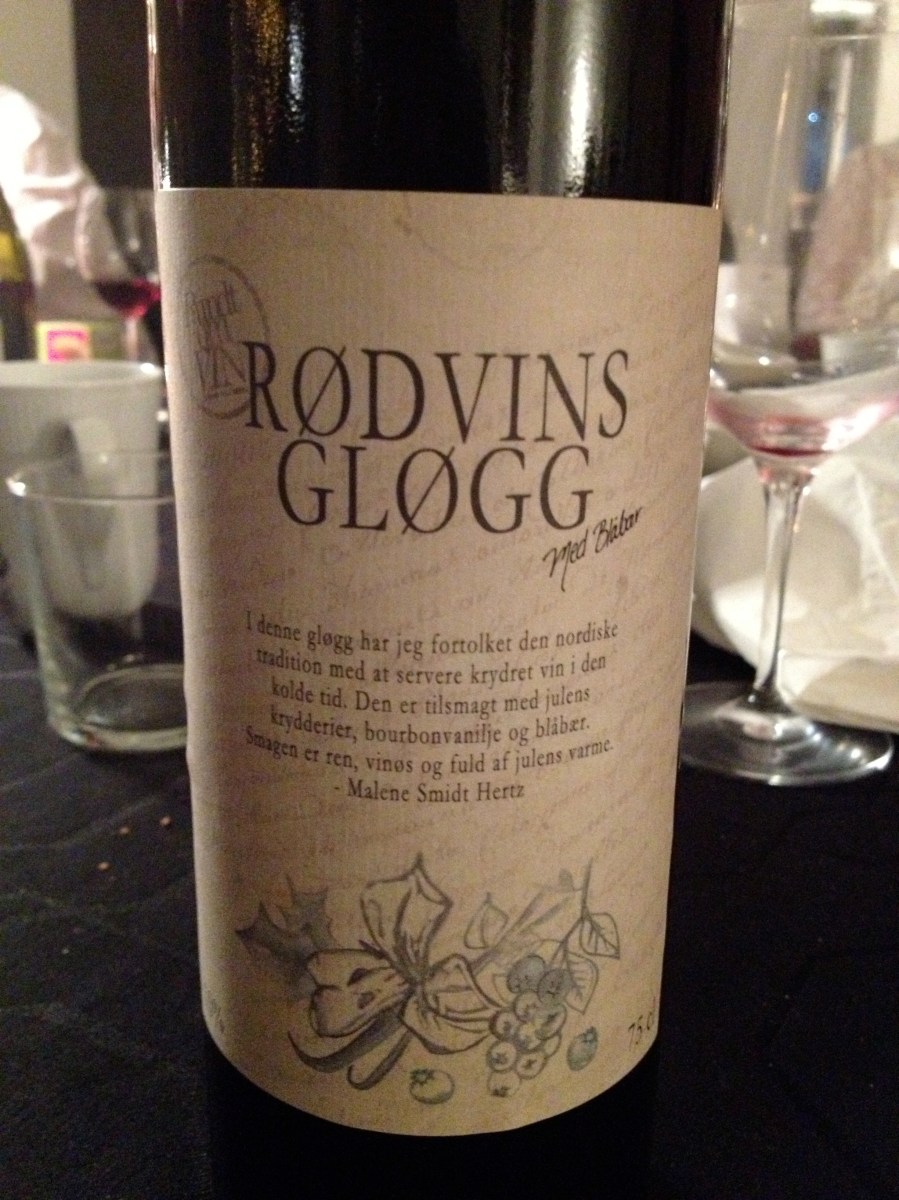 VIN
RØDVINS
GLØGG
Med Blåbær
I denne gløgg har jeg fortolket den nordiske
tradition med at servere krydret vin i den
kolde tid. Den er tilsmagt med julens
krydderier, bourbonvanilje og blåbær.
Smagen er ren, vinøs og fuld af julens varme.
- Malene Smidt Hertz
75 cl